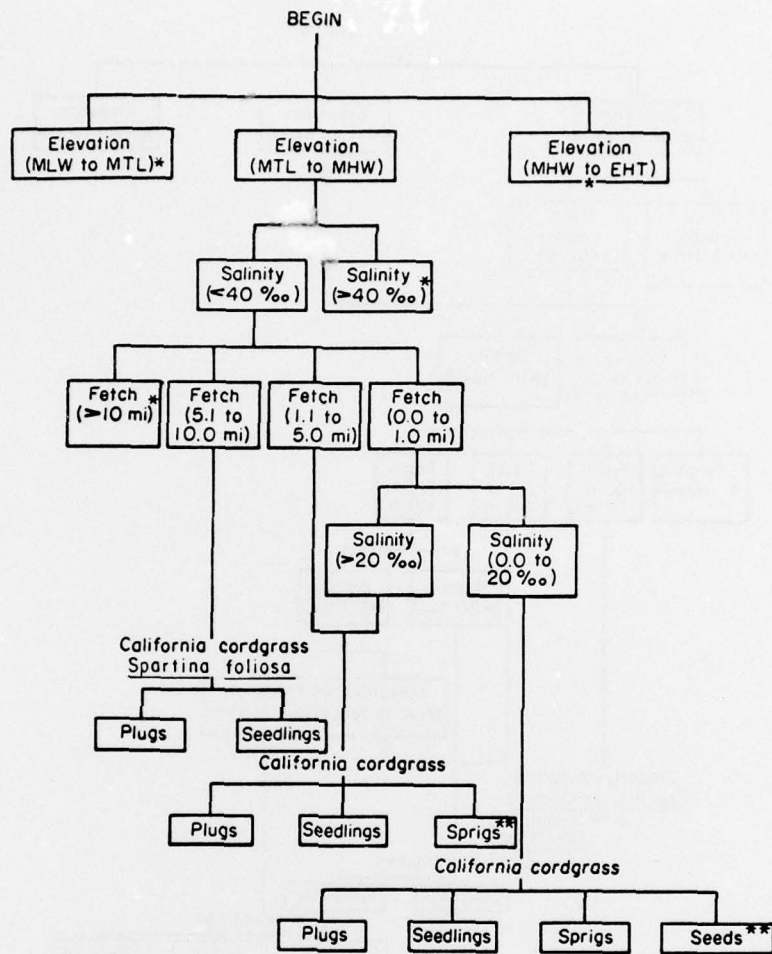 BEGIN
Elevation
(MLW to MTL)*
Elevation
(MTL to MHW)
Elevation
(MHW to EHT)
*
Salinity
(<40 ‰)
Salinity
(>40 ‰)*
Fetch
(>10 mi)*
Fetch
(5.1 to
10.0 mi)
Fetch
(1.1 to
5.0 mi)
Fetch
(0.0 to
1.0 mi)
Salinity
(>20 ‰)
Salinity
(0.0 to
20 ‰)
California cordgrass
Spartina foliosa
Plugs
Seedlings
California cordgrass
Plugs
Seedlings
Sprigs**
California cordgrass
Plugs
Seedlings
Sprigs
Seeds**